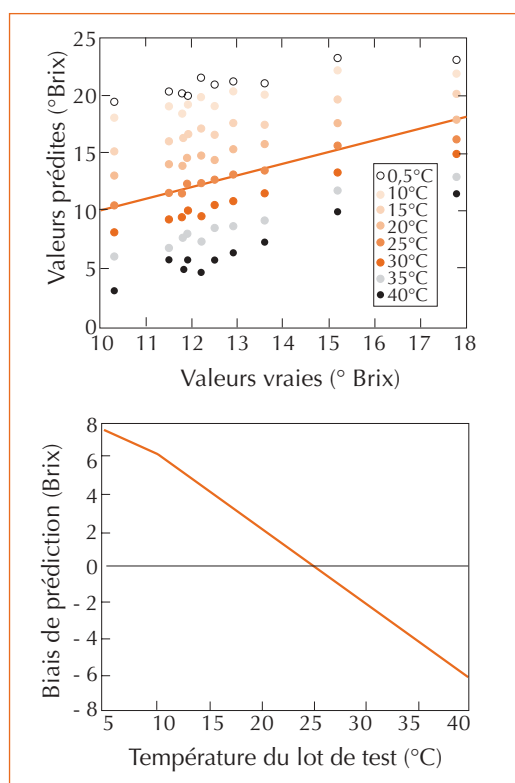 25
20
15
10
5
0
Valeurs prédites (°Brix)
0,5°C
10°C
15°C
20°C
25°C
30°C
35°C
40°C
10 11 12 13 14 15 16 17 18
Valeurs vraies (° Brix)
8
6
4
2
0
- 2
- 4
- 6
- 8
Biais de prédiction (Brix)
5 10 15 20 25 30 35 40
Température du lot de test (°C)